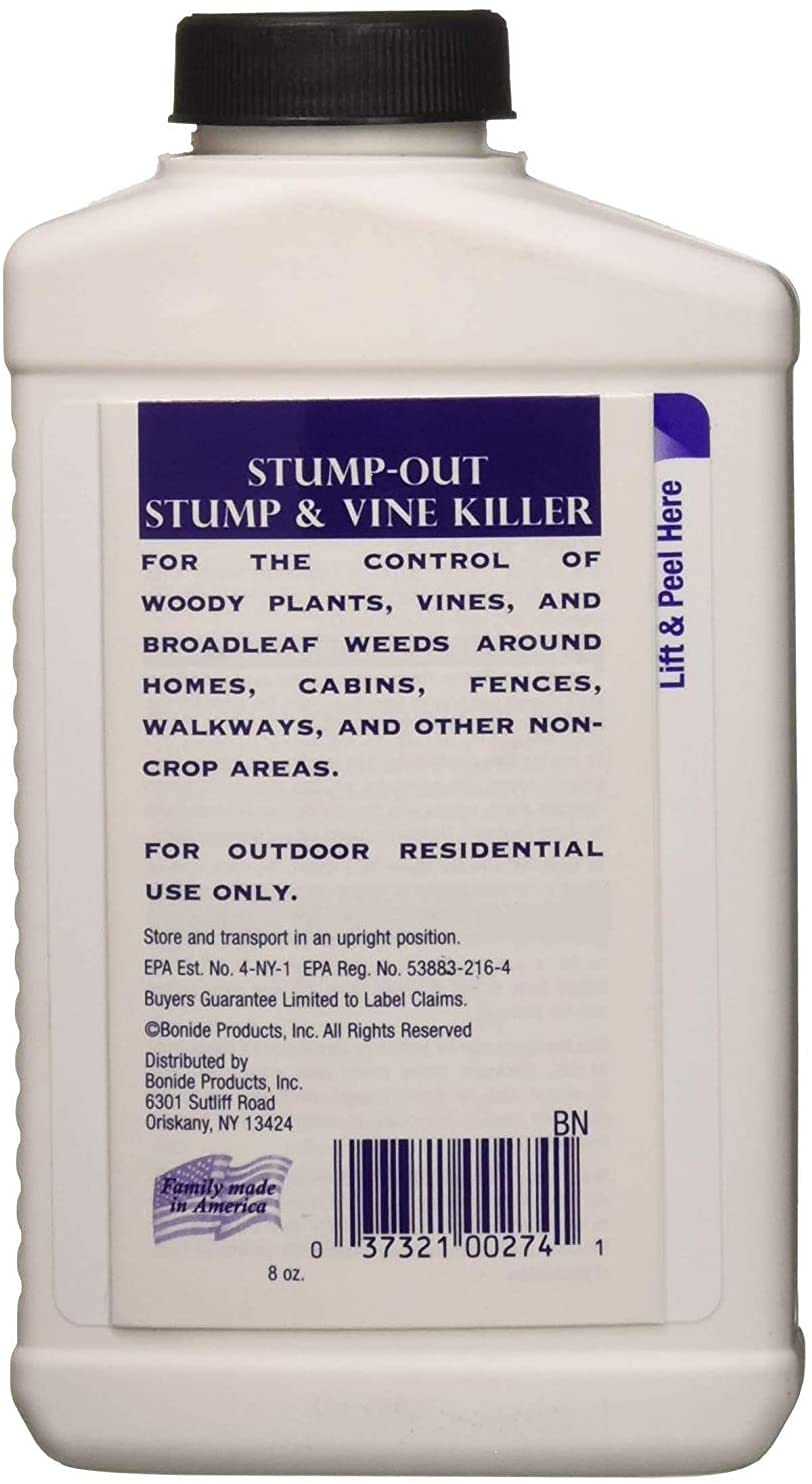 STUMP-OUT
STUMP & VINE KILLER
FOR THE CONTROL OF
WOODY PLANTS, VINES, AND
BROADLEAF WEEDS AROUND
HOMES, CABINS, FENCES,
WALKWAYS, AND OTHER NON-
CROP AREAS.
FOR OUTDOOR RESIDENTIAL
USE ONLY.
Store and transport in an upright position.
EPA Est. No. 4-NY-1 EPA Reg. No. 53883-216-4
Buyers Guarantee Limited to Label Claims.
©Bonide Products, Inc. All Rights Reserved
Distributed by
Bonide Products, Inc.
6301 Sutliff Road
Oriskany, NY 13424
BN
Family made
in America
0 37321 00274 1
8 oz.
Lift & Peel Here